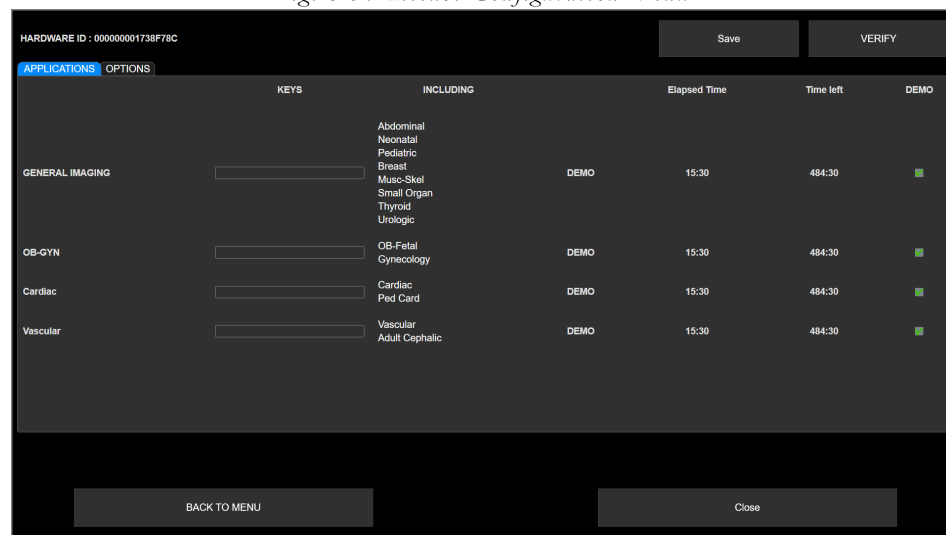 HARDWARE ID : 000000001738F78C
Save
VERIFY
APPLICATIONS
OPTIONS
KEYS
INCLUDING
Elapsed Time
Time left
DEMO
GENERAL IMAGING
Abdominal
Neonatal
Pediatric
Breast
Musc-Skel
Small Organ
Thyroid
Urologic
DEMO
15:30
484:30
OB-GYN
OB-Fetal
Gynecology
DEMO
15:30
484:30
Cardiac
Cardiac
Ped Card
DEMO
15:30
484:30
Vascular
Vascular
Adult Cephalic
DEMO
15:30
484:30
BACK TO MENU
Close